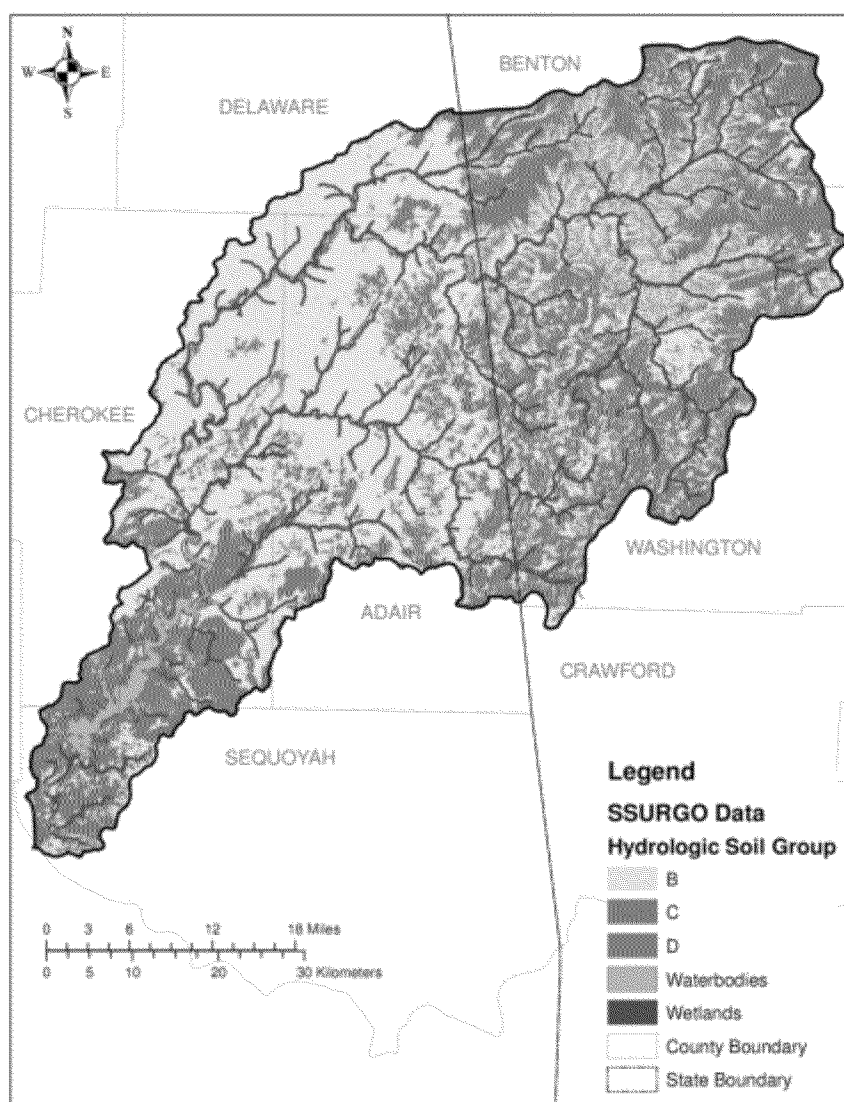 N
W E
S
BENTON
DELAWARE
CHEROKEE
WASHINGTON
ADAIR
CRAWFORD
SEQUOYAH
Legend
SSURGO Data
Hydrologic Soil Group
B
C
D
Waterbodies
Wetlands
County Boundary
State Boundary
0 3 6 12 18 Miles
0 5 10 20 30 Kilometers